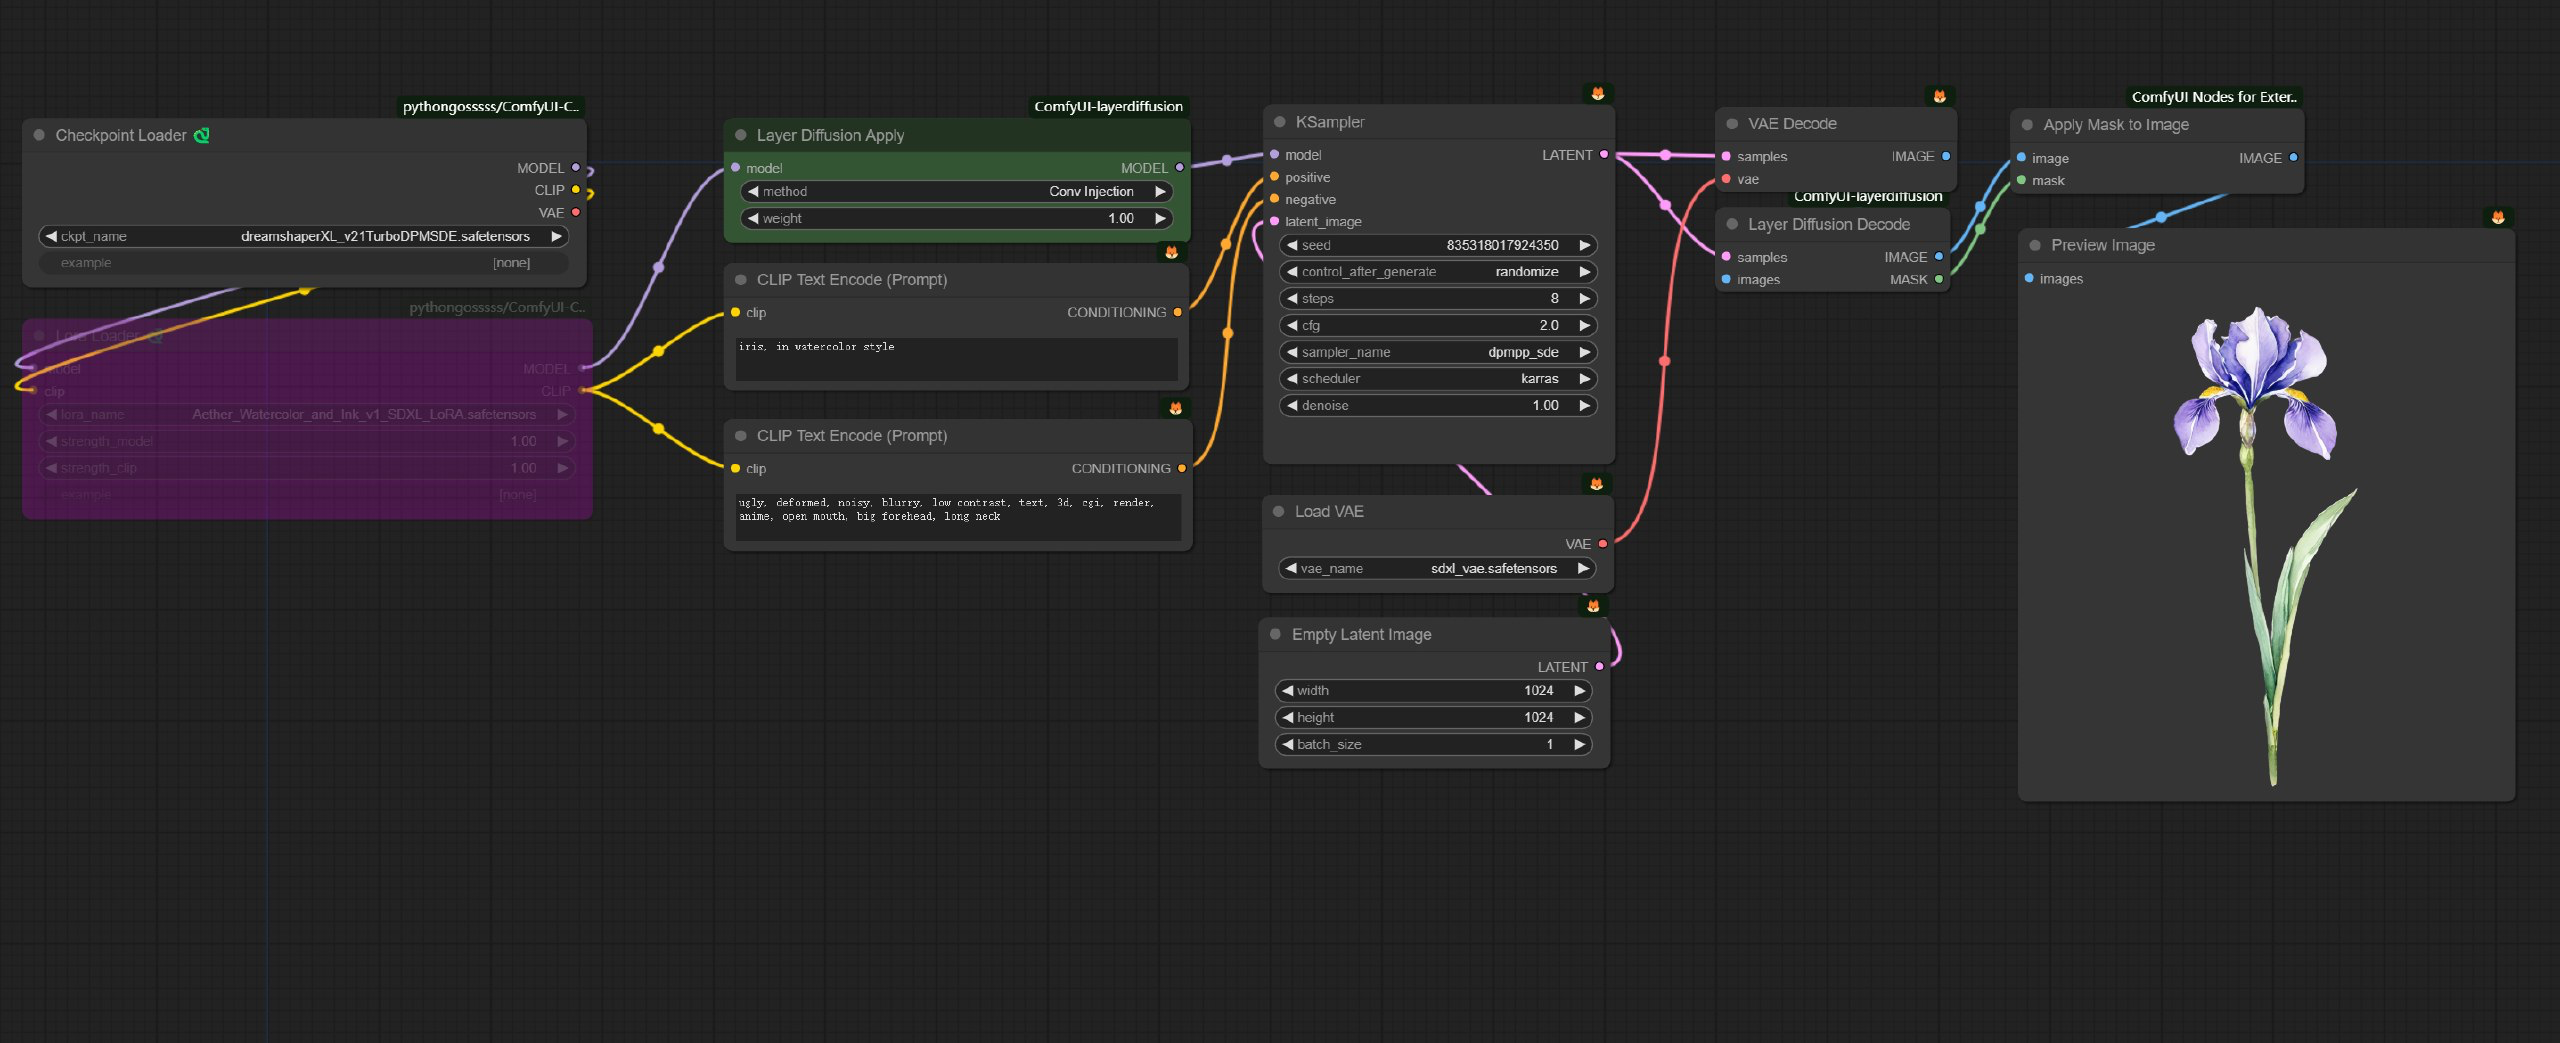 pythongosssss/ComfyUI-C..
Checkpoint Loader
MODEL
CLIP
VAE
ckpt_name dreamshaperXL_v21TurboDPMSDE.safetensors
example [none]
pythongosssss/ComfyUI-C..
Lora Loader
model MODEL
clip CLIP
lora_name Aether_Watercolor_and_Ink_v1_SDXL_LoRA.safetensors
strength_model 1.00
strength_clip 1.00
example [none]
ComfyUI-layerdiffusion
Layer Diffusion Apply
model MODEL
method Conv Injection
weight 1.00
CLIP Text Encode (Prompt)
clip CONDITIONING
iris, in watercolor style
CLIP Text Encode (Prompt)
clip CONDITIONING
ugly, deformed, noisy, blurry, low contrast, text, 3d, cgi, render,
anime, open mouth, big forehead, long neck
KSampler
model LATENT
positive
negative
latent_image
seed 835318017924350
control_after_generate randomize
steps 8
cfg 2.0
sampler_name dpmpp_sde
scheduler karras
denoise 1.00
Load VAE
VAE
vae_name sdxl_vae.safetensors
Empty Latent Image
LATENT
width 1024
height 1024
batch_size 1
VAE Decode
samples IMAGE
vae
ComfyUI-layerdiffusion
Layer Diffusion Decode
samples IMAGE
images MASK
ComfyUI Nodes for Exter..
Apply Mask to Image
image IMAGE
mask
Preview Image
images